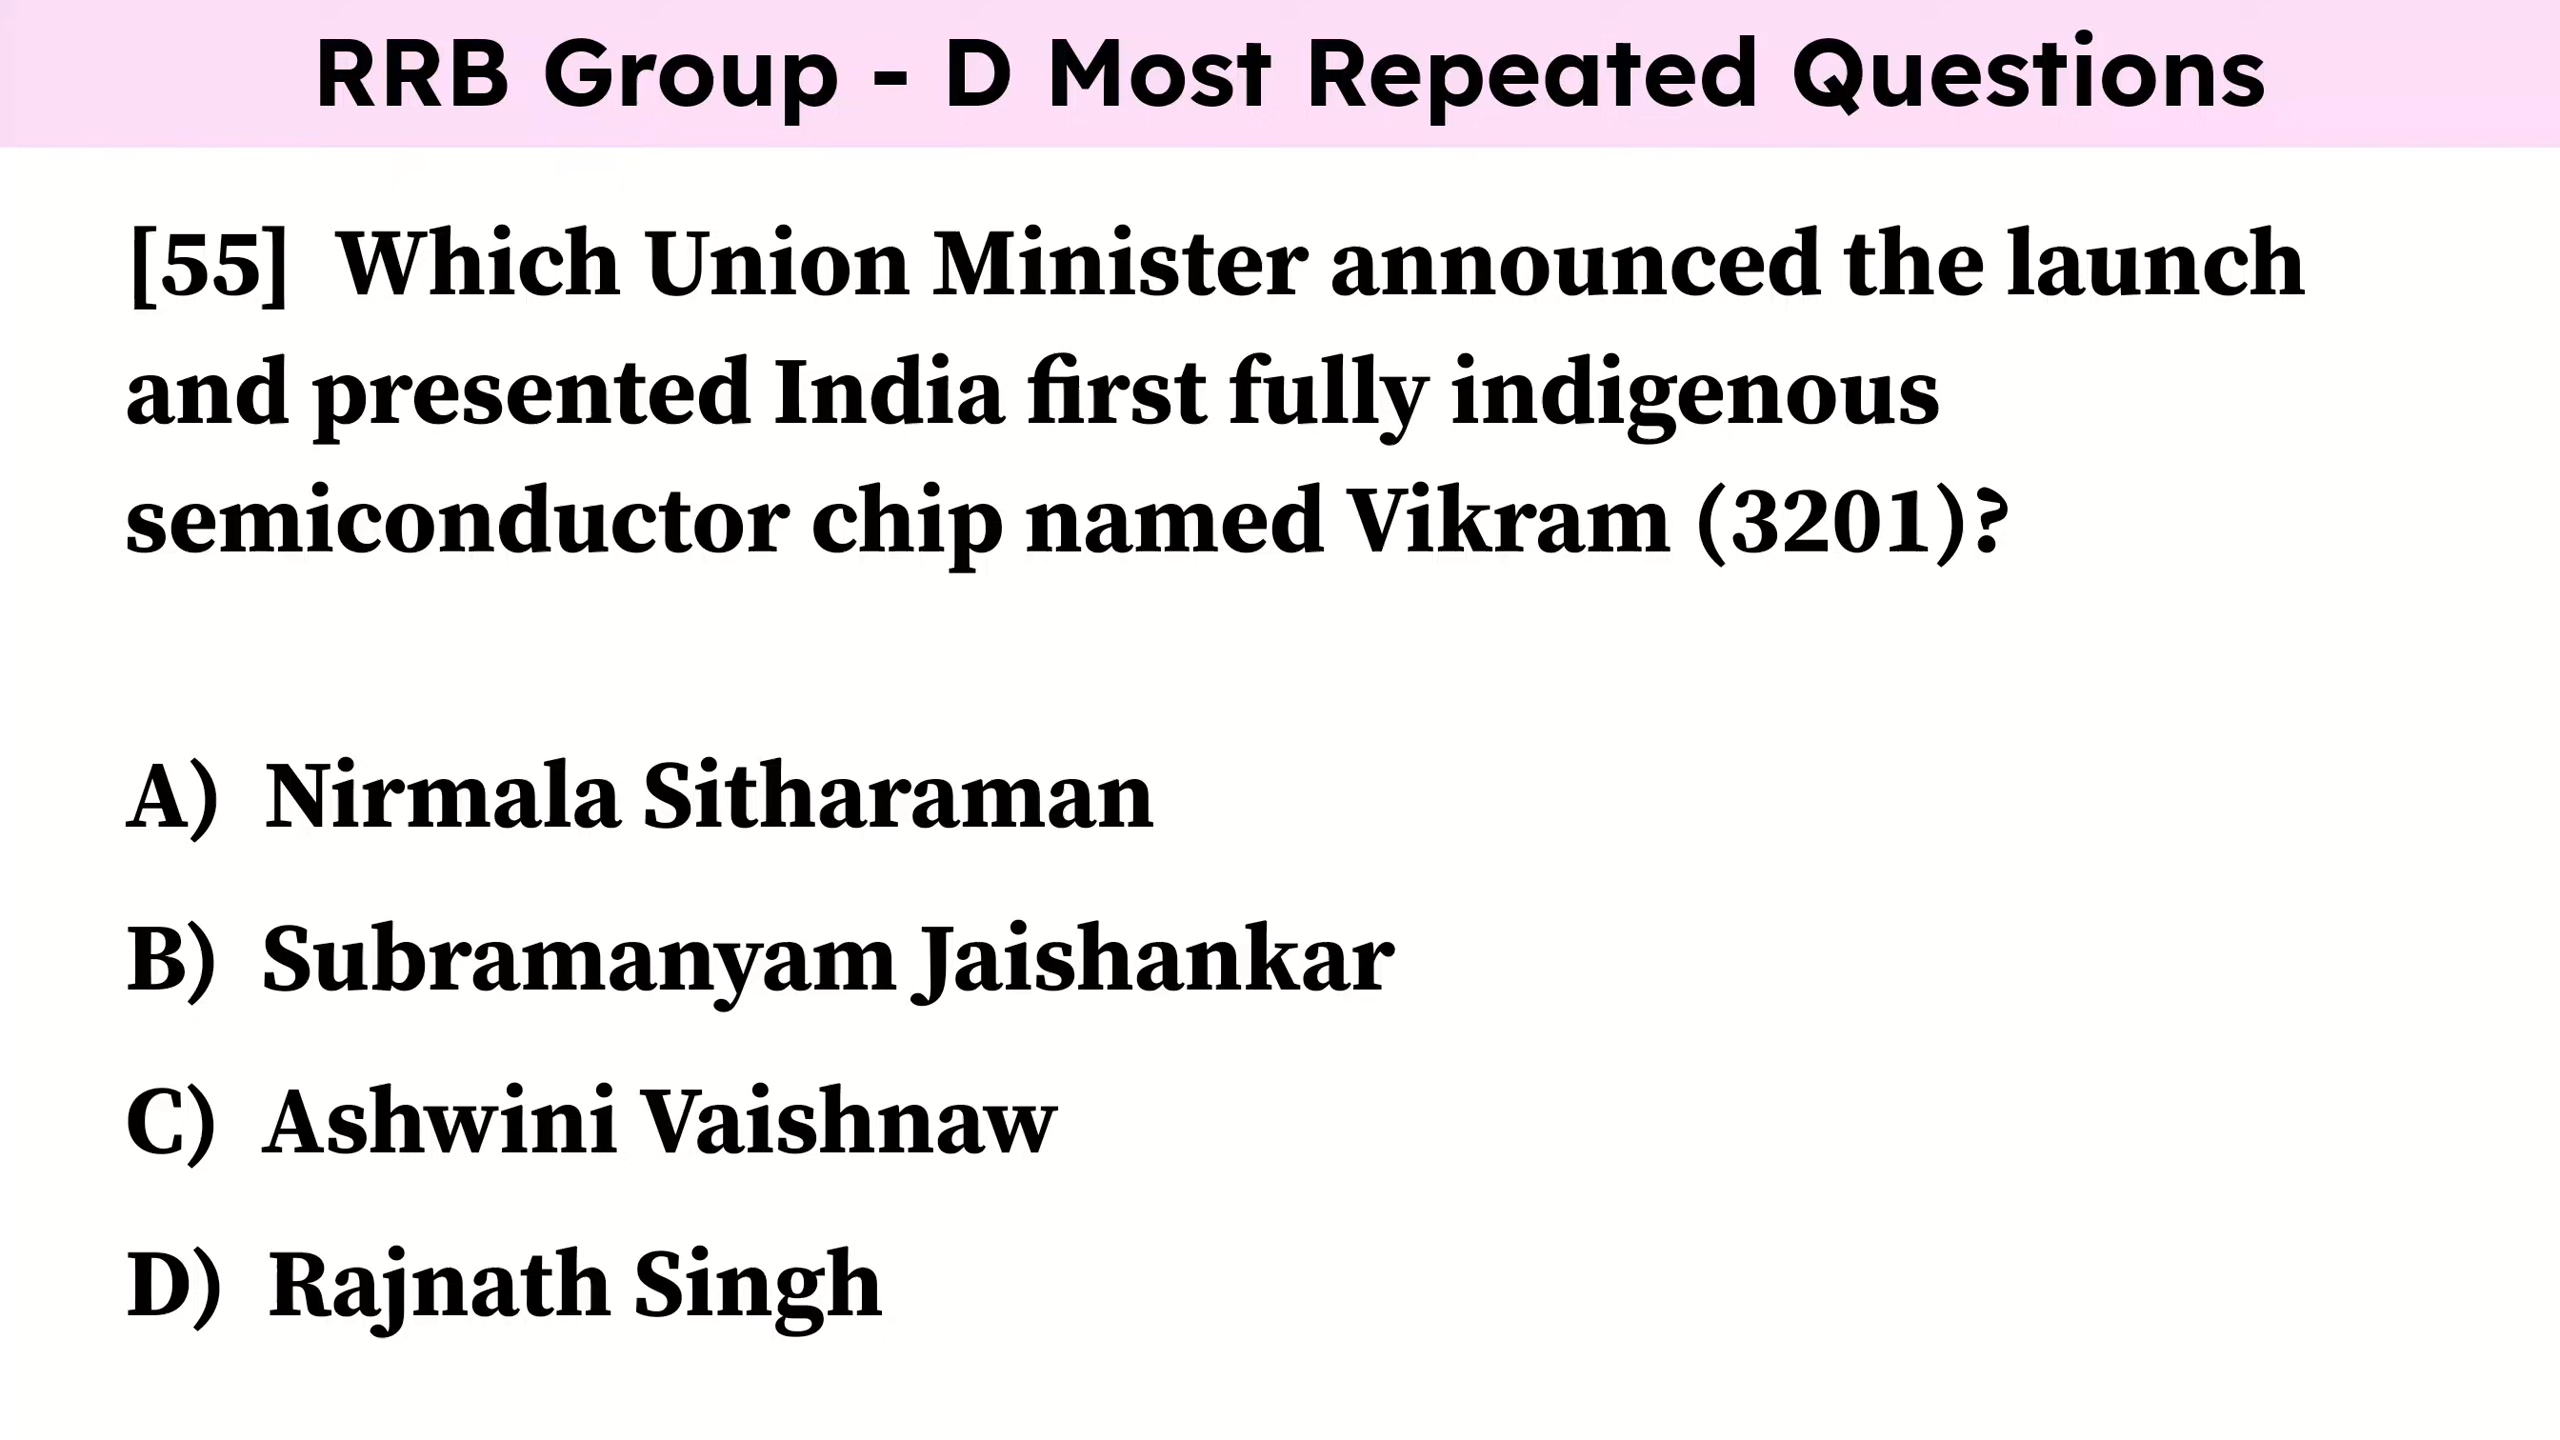 RRB Group - D Most Repeated Questions
[55] Which Union Minister announced the launch
and presented India first fully indigenous
semiconductor chip named Vikram (3201)?
A) Nirmala Sitharaman
B) Subramanyam Jaishankar
C) Ashwini Vaishnaw
D) Rajnath Singh